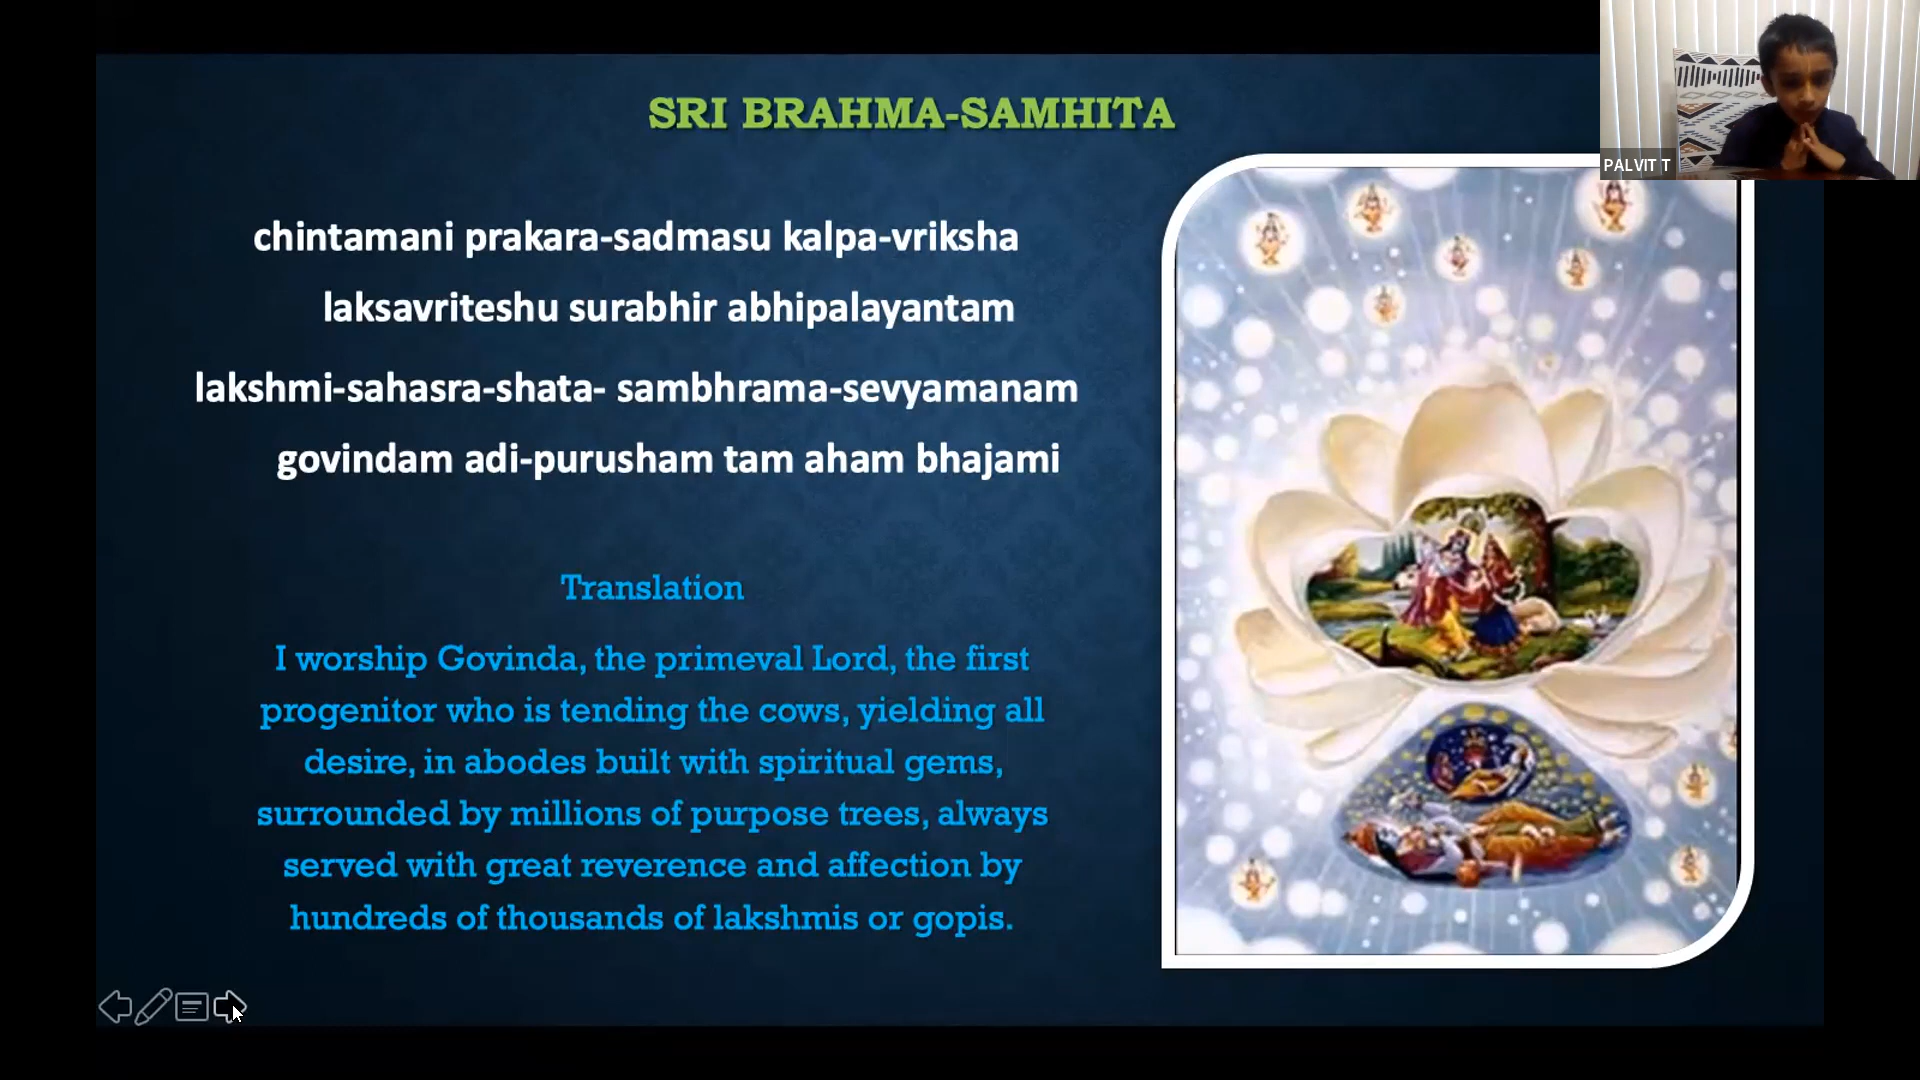 SRI BRAHMA-SAMHITA
chintamani prakara-sadmasu kalpa-vriksha
laksavriteshu surabhir abhipalayantam
lakshmi-sahasra-shata- sambhrama-sevyamanam
govindam adi-purusham tam aham bhajami
Translation
I worship Govinda, the primeval Lord, the first
progenitor who is tending the cows, yielding all
desire, in abodes built with spiritual gems,
surrounded by millions of purpose trees, always
served with great reverence and affection by
hundreds of thousands of lakshmis or gopis.
PALVIT T